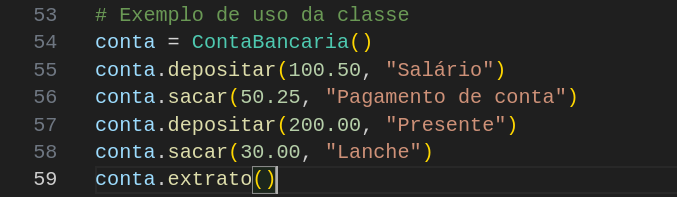 53 # Exemplo de uso da classe
54 conta = ContaBancaria()
55 conta.depositar(100.50, "Salário")
56 conta.sacar(50.25, "Pagamento de conta")
57 conta.depositar(200.00, "Presente")
58 conta.sacar(30.00, "Lanche")
59 conta.extrato()